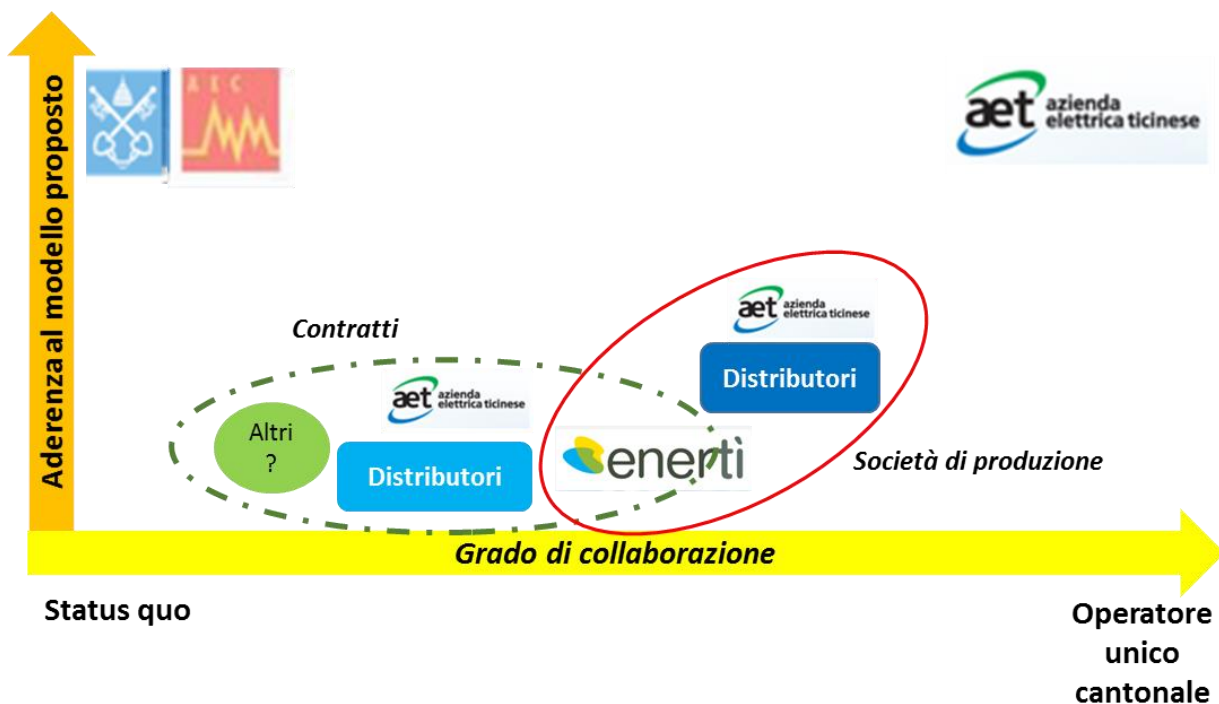 Aderenza al modello proposto
A E C
aet azienda
elettrica ticinese
Contratti
aet azienda
elettrica ticinese
Distributori
aet azienda
elettrica ticinese
Altri
?
Distributori
enertì
Società di produzione
Grado di collaborazione
Status quo
Operatore
unico
cantonale